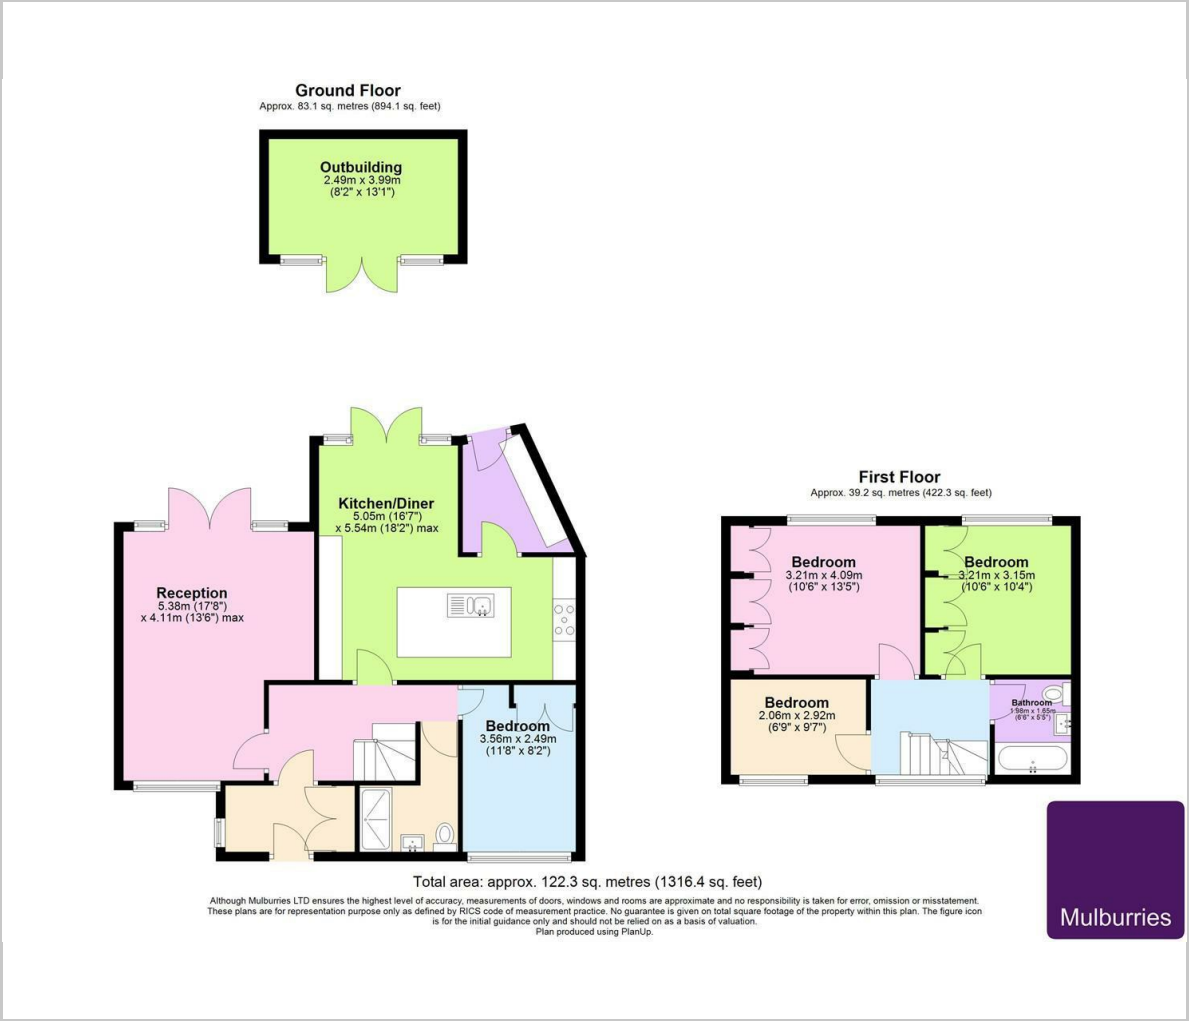 Ground Floor
Approx. 83.1 sq. metres (894.1 sq. feet)
Outbuilding
2.49m x 3.99m
(8'2" x 13'1")
Kitchen/Diner
5.05m (16'7")
x 5.54m (18'2") max
Reception
5.38m (17'8")
x 4.11m (13'6") max
Bedroom
3.56m x 2.49m
(11'8" x 8'2")
First Floor
Approx. 39.2 sq. metres (422.3 sq. feet)
Bedroom
3.21m x 4.09m
(10'6" x 13'5")
Bedroom
3.21m x 3.15m
(10'6" x 10'4")
Bedroom
2.06m x 2.92m
(6'9" x 9'7")
Bathroom
1.98m x 1.65m
(6'6" x 5'5")
Total area: approx. 122.3 sq. metres (1316.4 sq. feet)
Although Mulburries LTD ensures the highest level of accuracy, measurements of doors, windows and rooms are approximate and no responsibility is taken for error, omission or misstatement.
These plans are for representation purpose only as defined by RICS code of measurement practice. No guarantee is given on total square footage of the property within this plan. The figure icon
is for the initial guidance only and should not be relied on as a basis of valuation.
Plan produced using PlanUp.
Mulburries